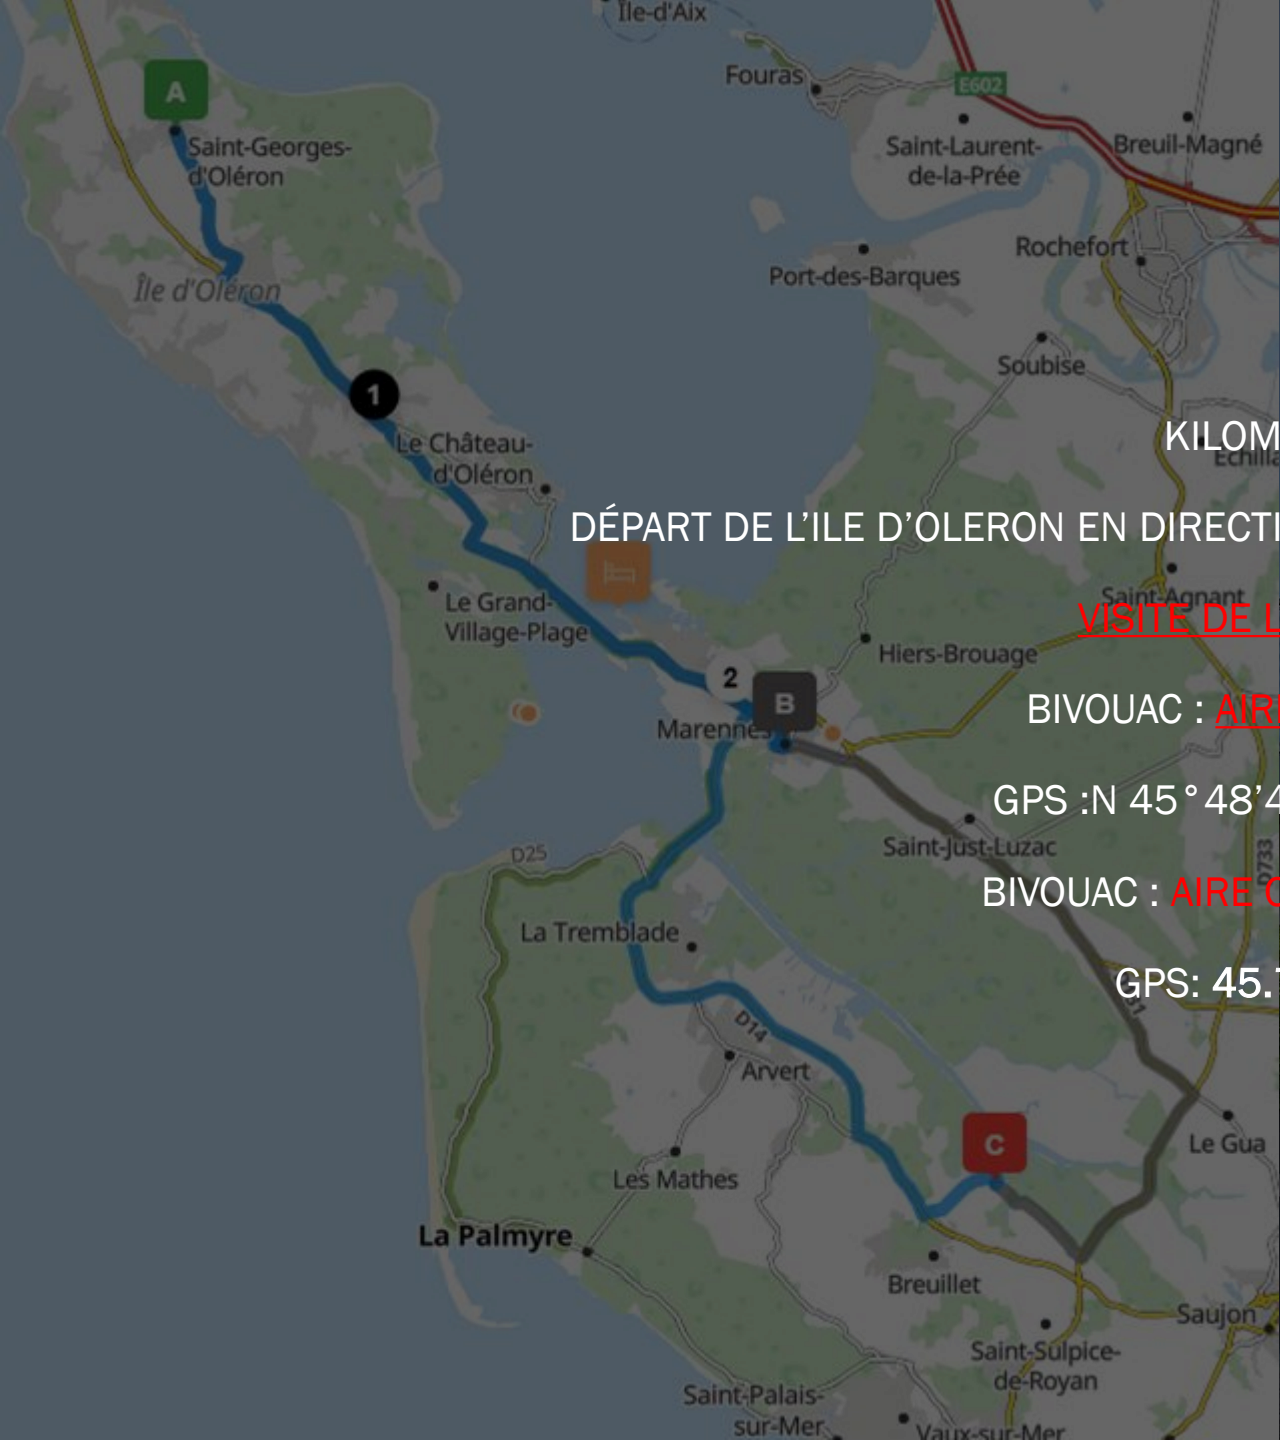 Île-d'Aix
Fouras
E602
A
Saint-Laurent-
de-la-Prée
Breuil-Magné
Saint-Georges-
d'Oléron
Rochefort
Port-des-Barques
Île d'Oléron
Soubise
1
KILOM
Echilla
Le Château-
d'Oléron
DÉPART DE L'ILE D'OLERON EN DIRECTI
Saint-Agnant
Le Grand-
Village-Plage
VISITE DE L
Hiers-Brouage
2
B
Marennes
BIVOUAC : AIRE
GPS :N 45°48'4
Saint-Just-Luzac
D25
D733
BIVOUAC : AIRE C
La Tremblade
GPS: 45.7
D14
Arvert
C
Le Gua
Les Mathes
La Palmyre
Breuillet
Saujon
Saint-Sulpice-
de-Royan
Saint-Palais-
sur-Mer
Vaux-sur-Mer